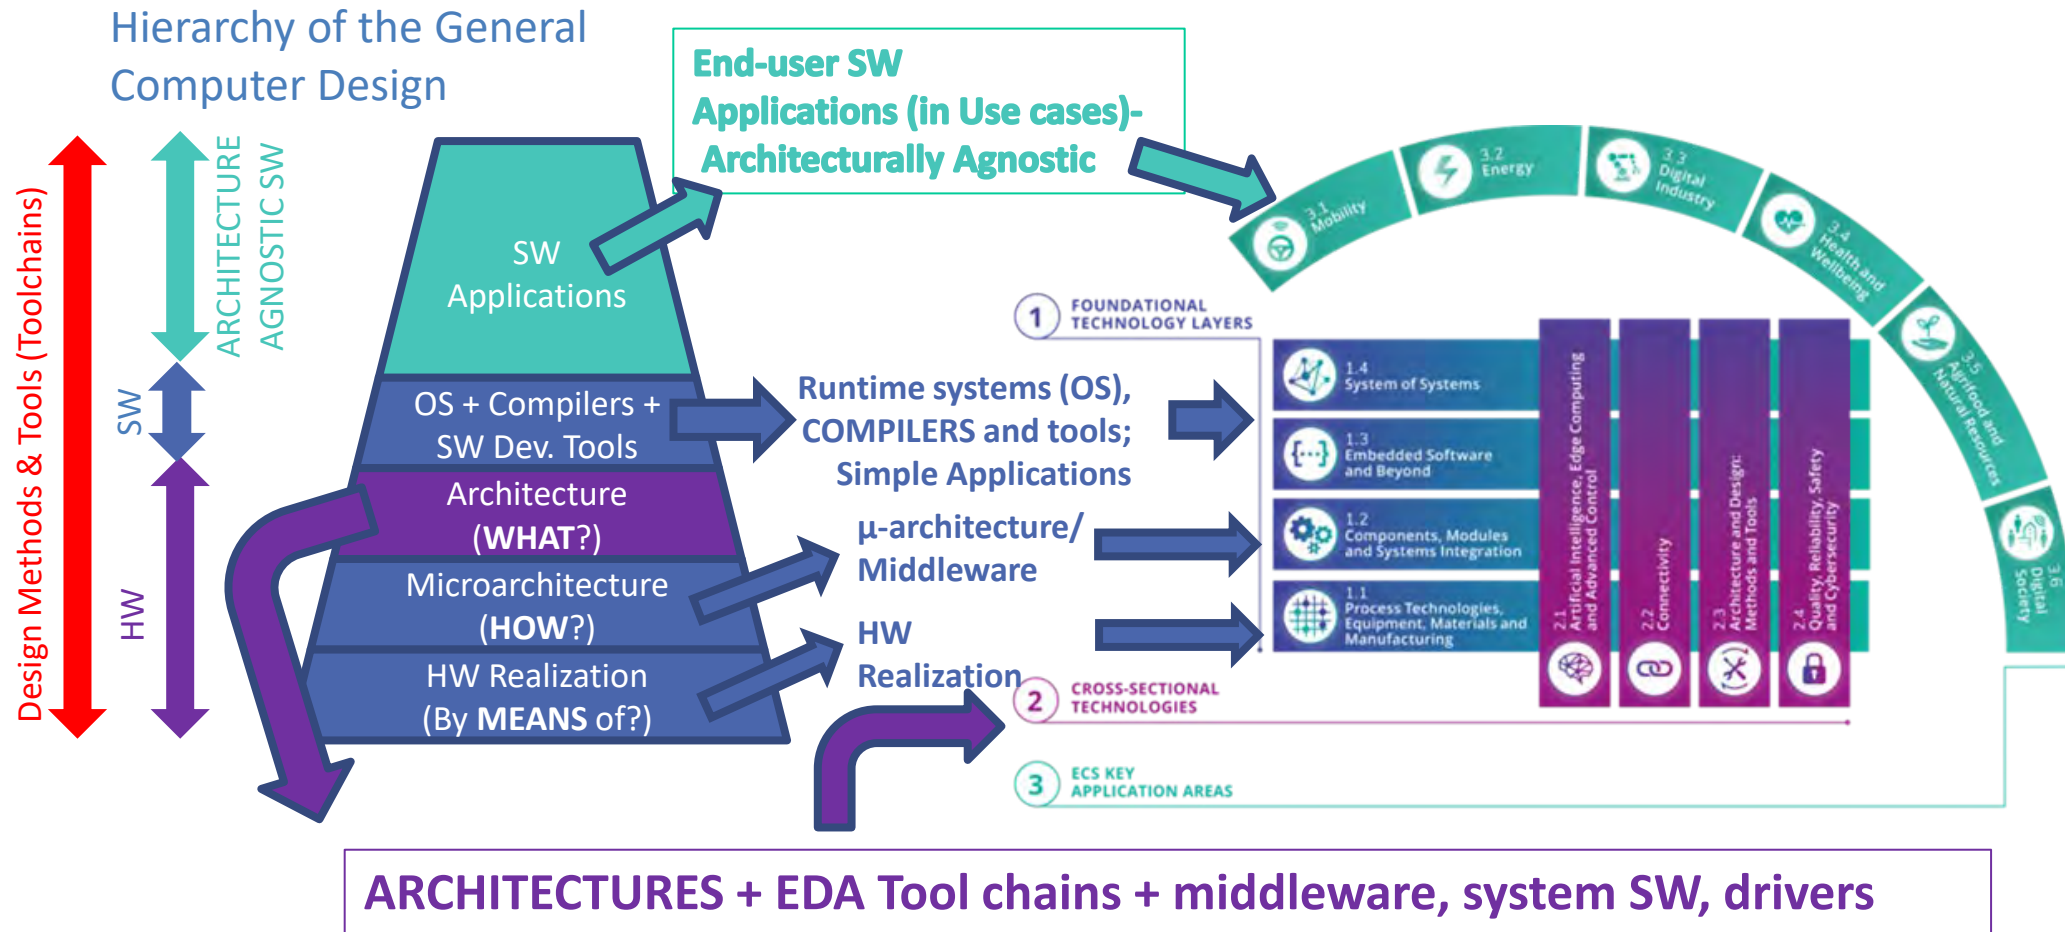 Hierarchy of the General
Computer Design
Design Methods & Tools (Toolchains)
ARCHITECTURE
AGNOSTIC SW
SW
HW
SW
Applications
OS + Compilers +
SW Dev. Tools
Architecture
(WHAT?)
Microarchitecture
(HOW?)
HW Realization
(By MEANS of?)
End-user SW
Applications (in Use cases)-
Architecturally Agnostic
Runtime systems (OS),
COMPILERS and tools;
Simple Applications
µ-architecture/
Middleware
HW
Realization
1
FOUNDATIONAL
TECHNOLOGY LAYERS
1.4
System of Systems
1.3
Embedded Software
and Beyond
1.2
Components, Modules
and Systems Integration
1.1
Process Technologies,
Equipment, Materials and
Manufacturing
2.1
Artificial Intelligence, Edge Computing
and Advanced Control
2.2
Connectivity
2.3
Architecture and Design:
Methods and Tools
2.4
Quality, Reliability, Safety
and Cybersecurity
3.1
Mobility
3.2
Energy
3.3
Digital
Industry
3.4
Health and
Wellbeing
3.5
Agrifood and
Natural Resources
3.6
Digital
Society
2
CROSS-SECTIONAL
TECHNOLOGIES
3
ECS KEY
APPLICATION AREAS
ARCHITECTURES + EDA Tool chains + middleware, system SW, drivers